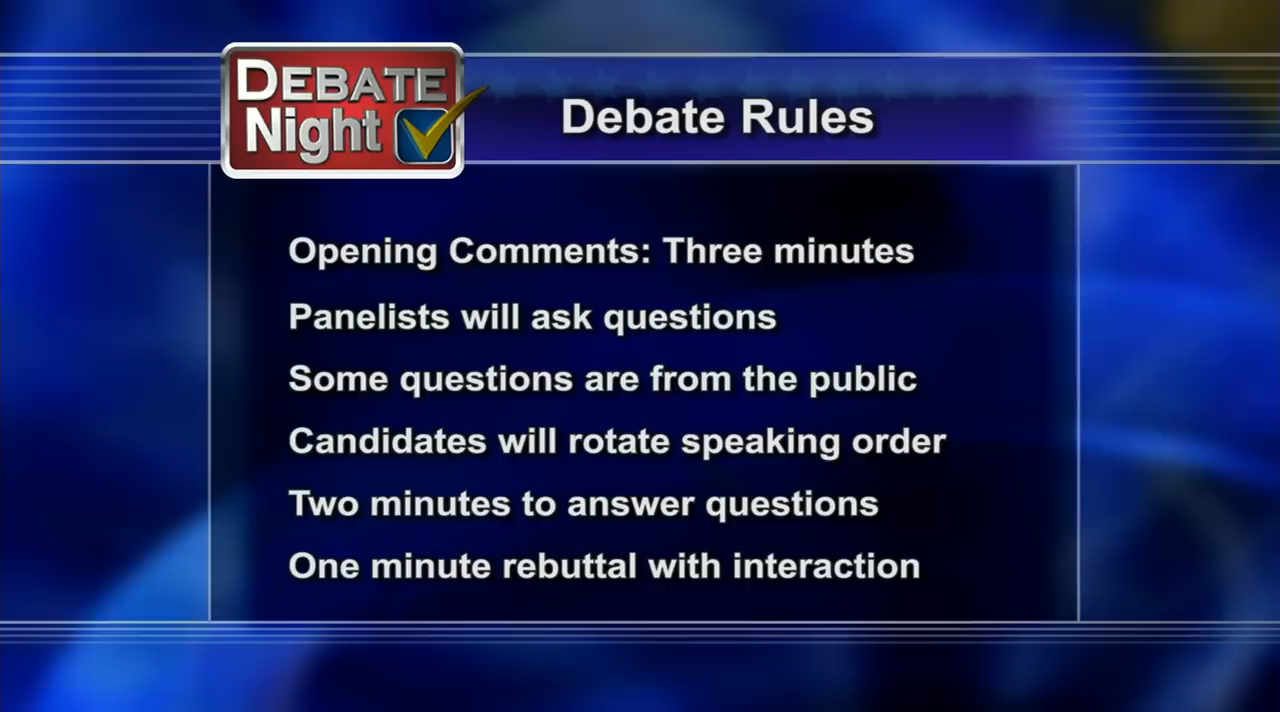 DEBATE
Night
Debate Rules
Opening Comments: Three minutes
Panelists will ask questions
Some questions are from the public
Candidates will rotate speaking order
Two minutes to answer questions
One minute rebuttal with interaction